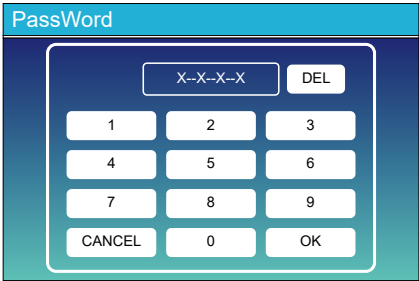 PassWord
X--X--X--X DEL
1 2 3
4 5 6
7 8 9
CANCEL 0 OK